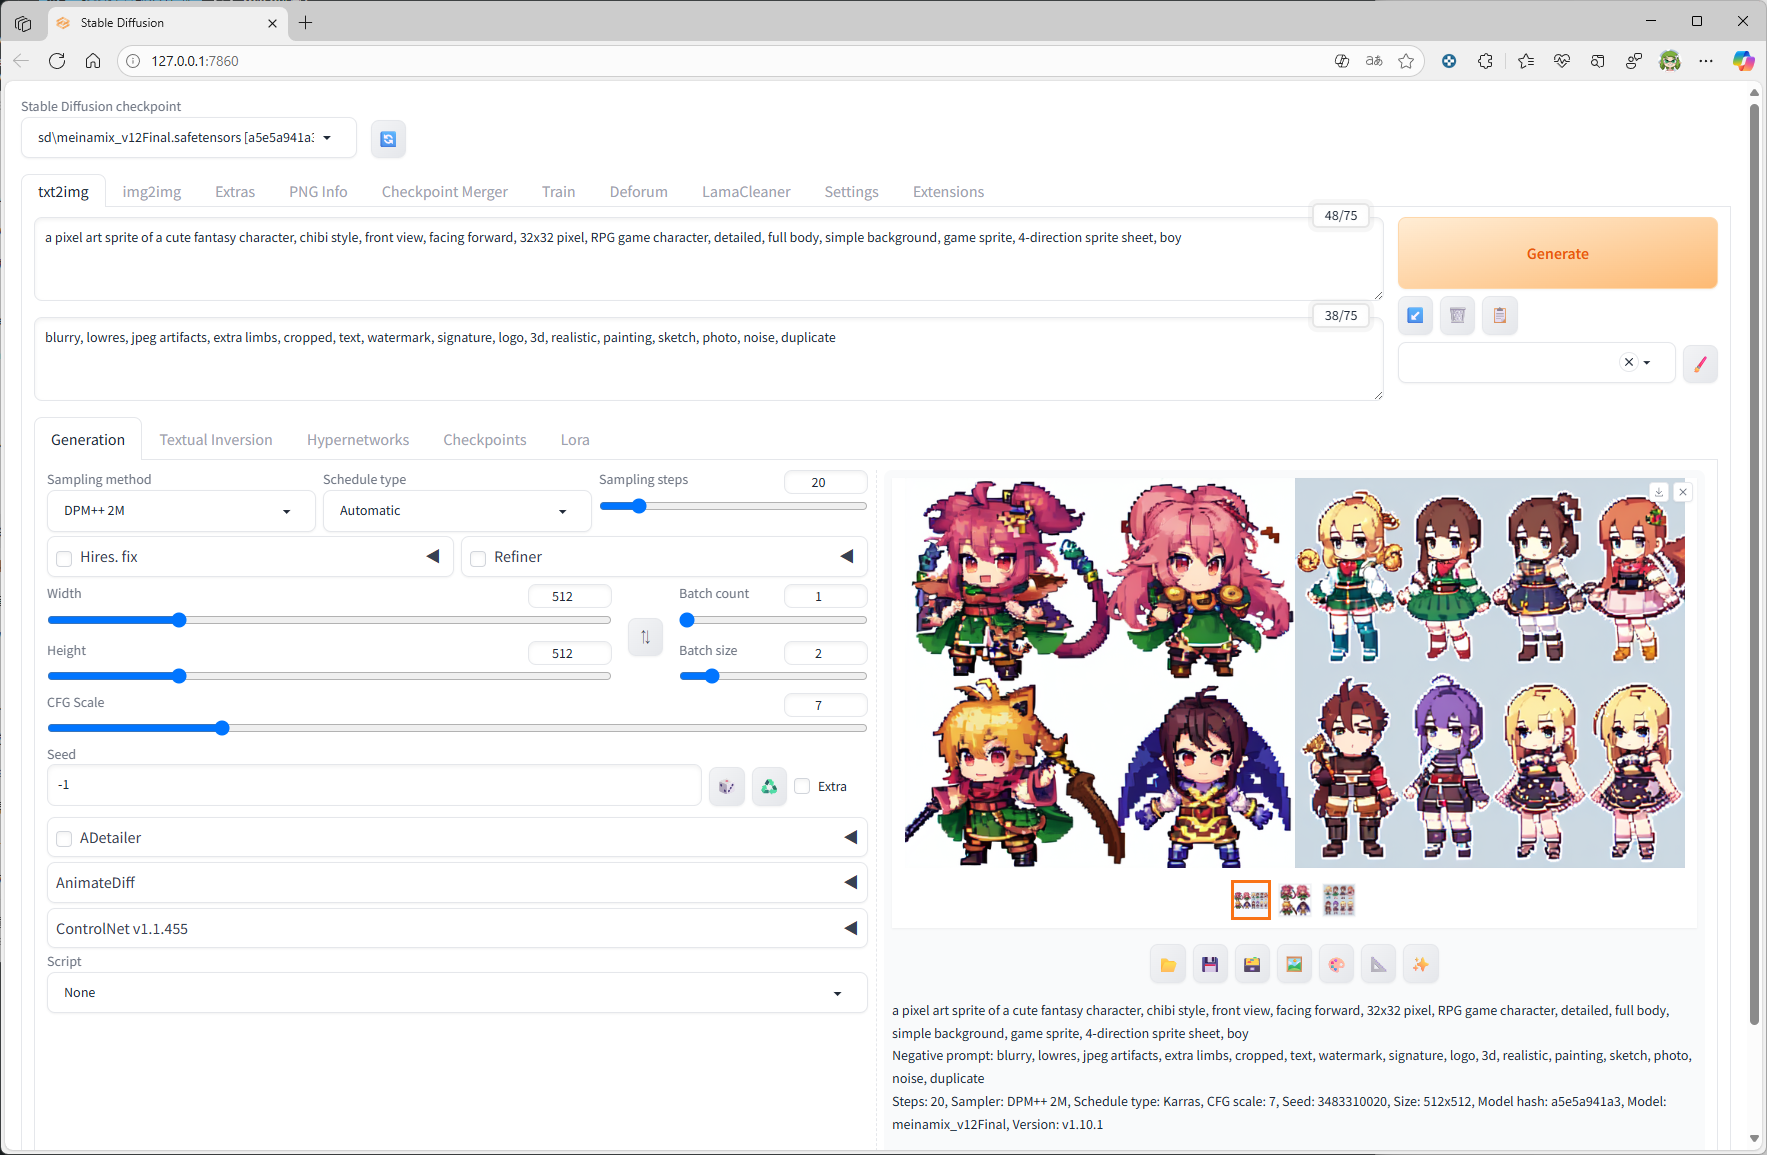 Stable Diffusion
127.0.0.1:7860
Stable Diffusion checkpoint
sd\meinamix_v12Final.safetensors [a5e5a941a3
txt2img img2img Extras PNG Info Checkpoint Merger Train Deforum LamaCleaner Settings Extensions
48/75
a pixel art sprite of a cute fantasy character, chibi style, front view, facing forward, 32x32 pixel, RPG game character, detailed, full body, simple background, game sprite, 4-direction sprite sheet, boy
Generate
38/75
blurry, lowres, jpeg artifacts, extra limbs, cropped, text, watermark, signature, logo, 3d, realistic, painting, sketch, photo, noise, duplicate
Generation Textual Inversion Hypernetworks Checkpoints Lora
Sampling method Schedule type Sampling steps 20
DPM++ 2M Automatic
Hires. fix Refiner
Width 512 Batch count 1
Height 512 Batch size 2
CFG Scale 7
Seed
-1 Extra
ADetailer
AnimateDiff
ControlNet v1.1.455
Script
None
a pixel art sprite of a cute fantasy character, chibi style, front view, facing forward, 32x32 pixel, RPG game character, detailed, full body,
simple background, game sprite, 4-direction sprite sheet, boy
Negative prompt: blurry, lowres, jpeg artifacts, extra limbs, cropped, text, watermark, signature, logo, 3d, realistic, painting, sketch, photo,
noise, duplicate
Steps: 20, Sampler: DPM++ 2M, Schedule type: Karras, CFG scale: 7, Seed: 3483310020, Size: 512x512, Model hash: a5e5a941a3, Model:
meinamix_v12Final, Version: v1.10.1